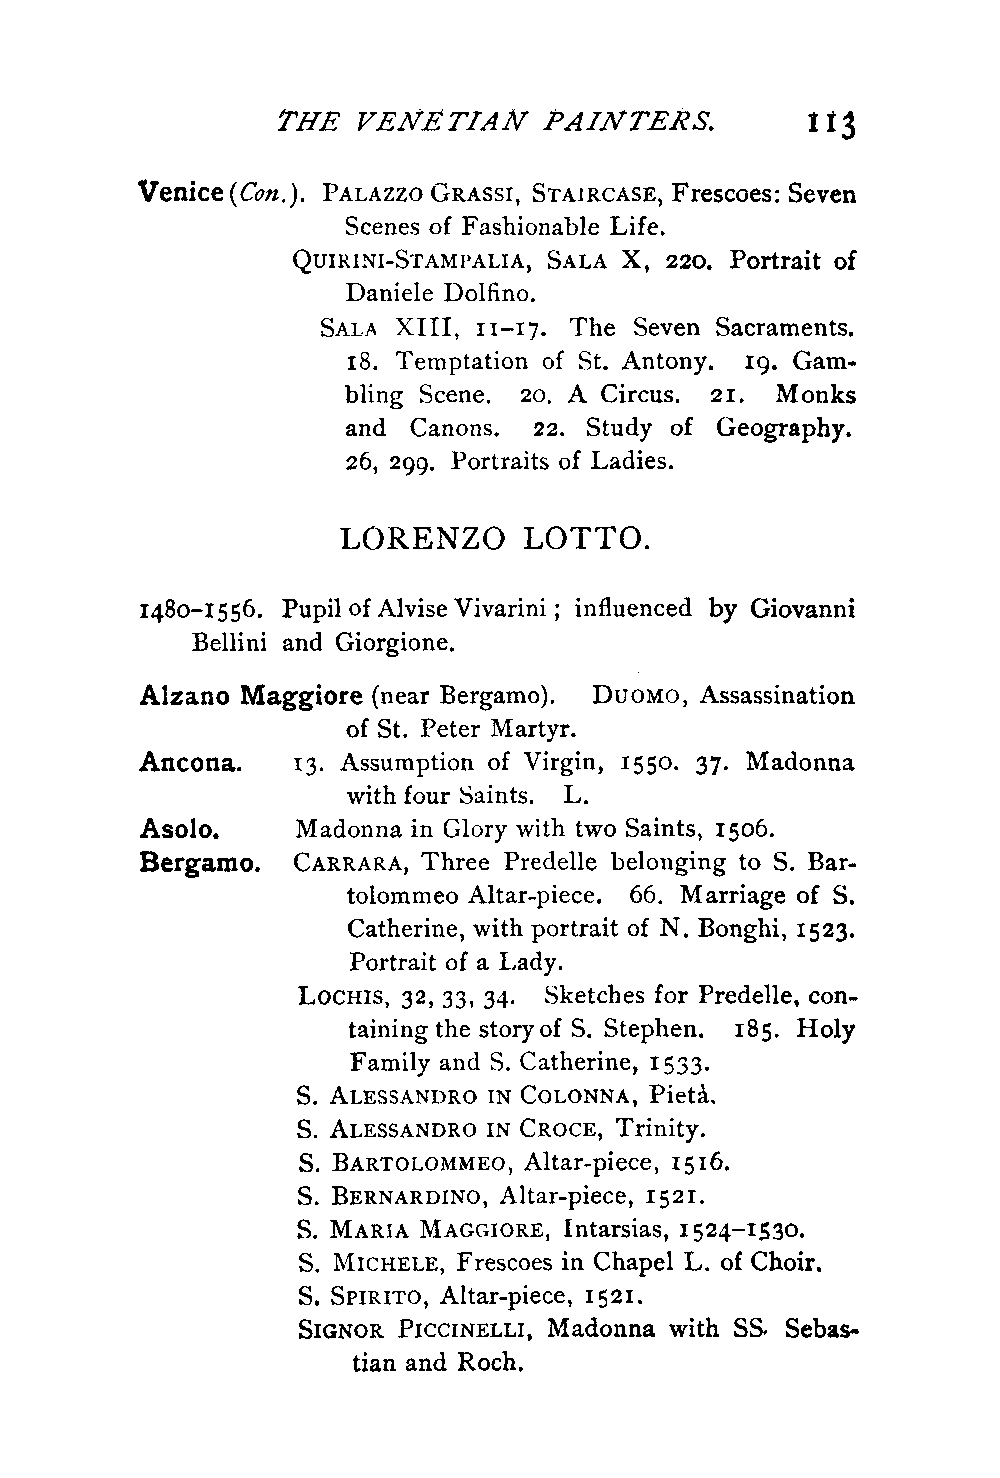 THE VENETIAN PAINTERS. 113
Venice (Con.). PALAZZO GRASSI, STAIRCASE, Frescoes: Seven
Scenes of Fashionable Life.
QUIRINI-STAMPALIA, SALA X, 220. Portrait of
Daniele Dolfino.
SALA XIII, 11–17. The Seven Sacraments.
18. Temptation of St. Antony. 19. Gam-
bling Scene. 20. A Circus. 21. Monks
and Canons. 22. Study of Geography.
26, 299. Portraits of Ladies.
LORENZO LOTTO.
1480–1556. Pupil of Alvise Vivarini ; influenced by Giovanni
Bellini and Giorgione.
Alzano Maggiore (near Bergamo). DUOMO, Assassination
of St. Peter Martyr.
Ancona. 13. Assumption of Virgin, 1550. 37. Madonna
with four Saints. L.
Asolo. Madonna in Glory with two Saints, 1506.
Bergamo. CARRARA, Three Predelle belonging to S. Bar-
tolommeo Altar-piece. 66. Marriage of S.
Catherine, with portrait of N. Bonghi, 1523.
Portrait of a Lady.
LOCHIS, 32, 33, 34. Sketches for Predelle, con-
taining the story of S. Stephen. 185. Holy
Family and S. Catherine, 1533.
S. ALESSANDRO IN COLONNA, Pietà.
S. ALESSANDRO IN CROCE, Trinity.
S. BARTOLOMMEO, Altar-piece, 1516.
S. BERNARDINO, Altar-piece, 1521.
S. MARIA MAGGIORE, Intarsias, 1524–1530.
S. MICHELE, Frescoes in Chapel L. of Choir.
S. SPIRITO, Altar-piece, 1521.
SIGNOR PICCINELLI, Madonna with SS. Sebas-
tian and Roch.